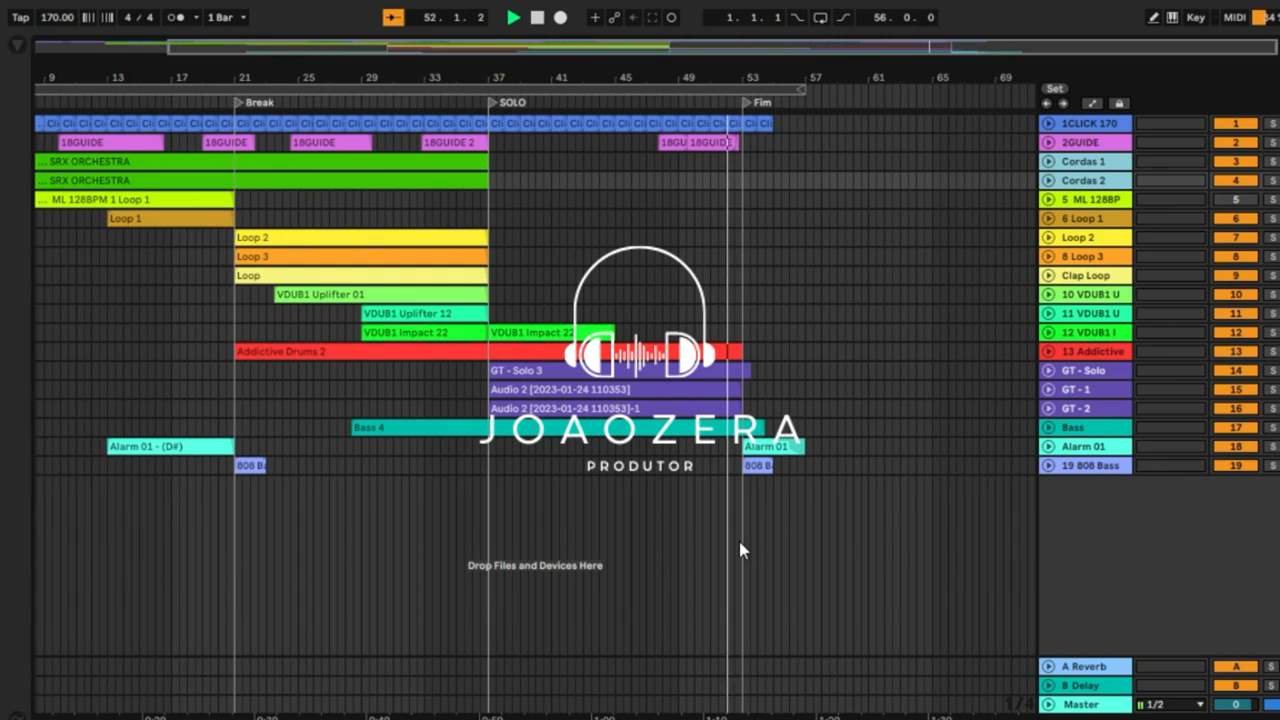 Tap 170.00 4 / 4 1 Bar 52. 1. 2 1. 1. 1 56. 0. 0 Key MIDI
9 13 17 21 25 29 33 37 41 45 49 53 57 61 65 69 Set
Break SOLO Fim
1CLICK 170 1 S
18GUIDE 18GUIDE 18GUIDE 18GUIDE 2 18GU 18GUIDE 2GUIDE 2 S
... SRX ORCHESTRA Cordas 1 3 S
... SRX ORCHESTRA Cordas 2 4 S
... ML 128BPM 1 Loop 1 5 ML 128BP 5 S
Loop 1 6 Loop 1 6 S
Loop 2 Loop 2 7 S
Loop 3 8 Loop 3 8 S
Loop Clap Loop 9 S
VDUB1 Uplifter 01 10 VDUB1 U 10 S
VDUB1 Uplifter 12 11 VDUB1 U 11 S
VDUB1 Impact 22 VDUB1 Impact 22 12 VDUB1 I 12 S
Addictive Drums 2 13 Addictive 13 S
GT - Solo 3 GT - Solo 14 S
Audio 2 [2023-01-24 110353] GT - 1 15 S
Audio 2 [2023-01-24 110353]-1 GT - 2 16 S
Bass 4 Bass 17 S
JOAOZERA
Alarm 01 - (D#) Alarm 01 Alarm 01 18 S
808 Ba 808 B 19 808 Bass 19 S
PRODUTOR
Drop Files and Devices Here
A Reverb A S
B Delay B S
1/4 Master 1/2 0